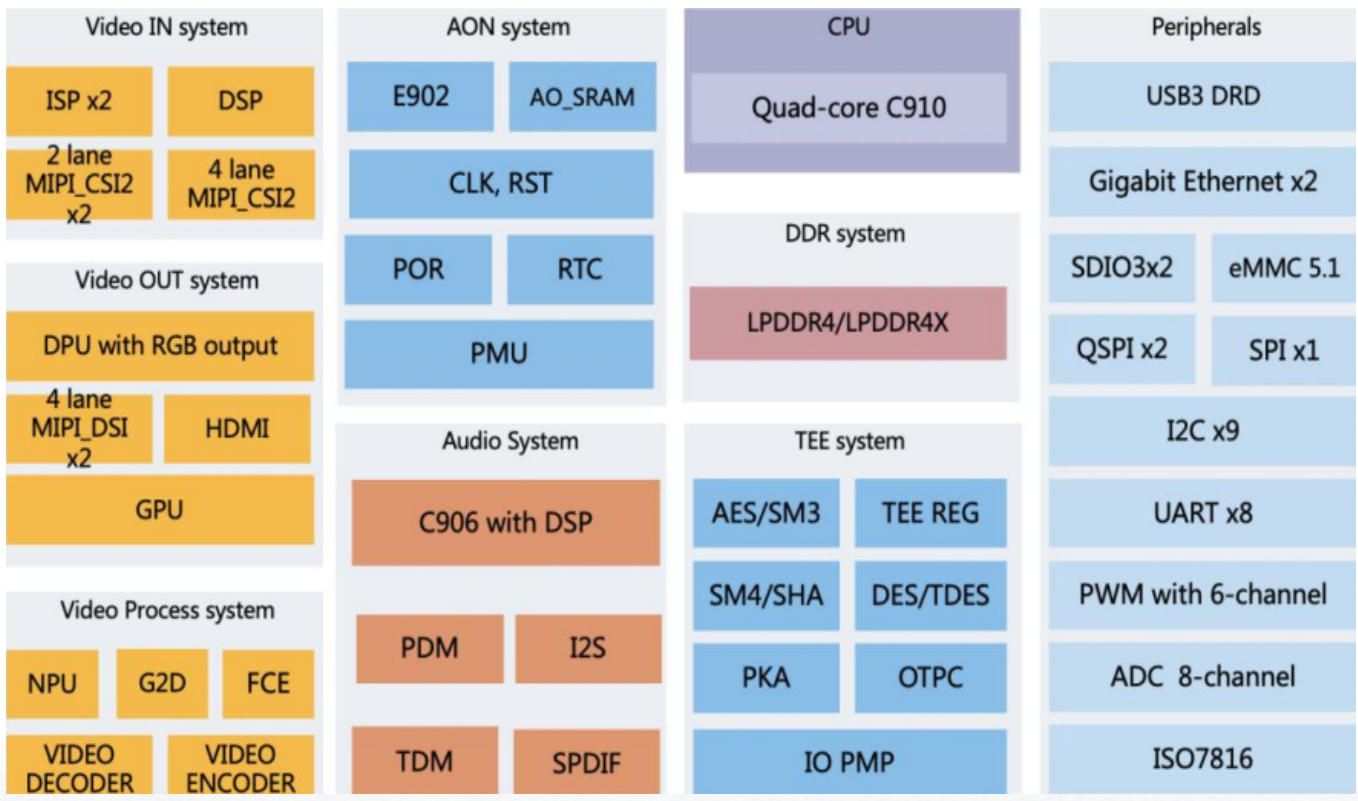 Video IN system
ISP x2
DSP
2 lane
MIPI_CSI2
x2
4 lane
MIPI_CSI2
Video OUT system
DPU with RGB output
4 lane
MIPI_DSI
x2
HDMI
GPU
Video Process system
NPU
G2D
FCE
VIDEO
DECODER
VIDEO
ENCODER
AON system
E902
AO_SRAM
CLK, RST
POR
RTC
PMU
Audio System
C906 with DSP
PDM
I2S
TDM
SPDIF
CPU
Quad-core C910
DDR system
LPDDR4/LPDDR4X
TEE system
AES/SM3
TEE REG
SM4/SHA
DES/TDES
PKA
OTPC
IO PMP
Peripherals
USB3 DRD
Gigabit Ethernet x2
SDIO3x2
eMMC 5.1
QSPI x2
SPI x1
I2C x9
UART x8
PWM with 6-channel
ADC 8-channel
ISO7816